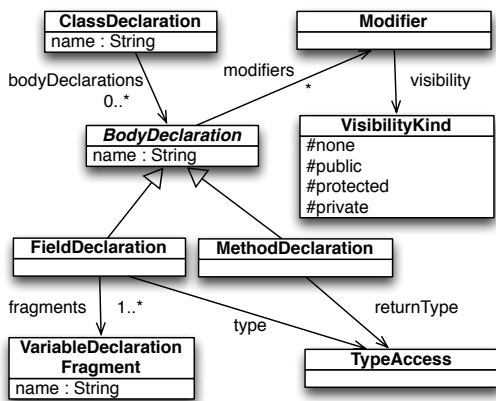 ClassDeclaration
name : String
Modifier
bodyDeclarations
0..*
modifiers
*
visibility
BodyDeclaration
name : String
VisibilityKind
#none
#public
#protected
#private
FieldDeclaration
MethodDeclaration
fragments
1..*
type
returnType
VariableDeclaration
Fragment
name : String
TypeAccess